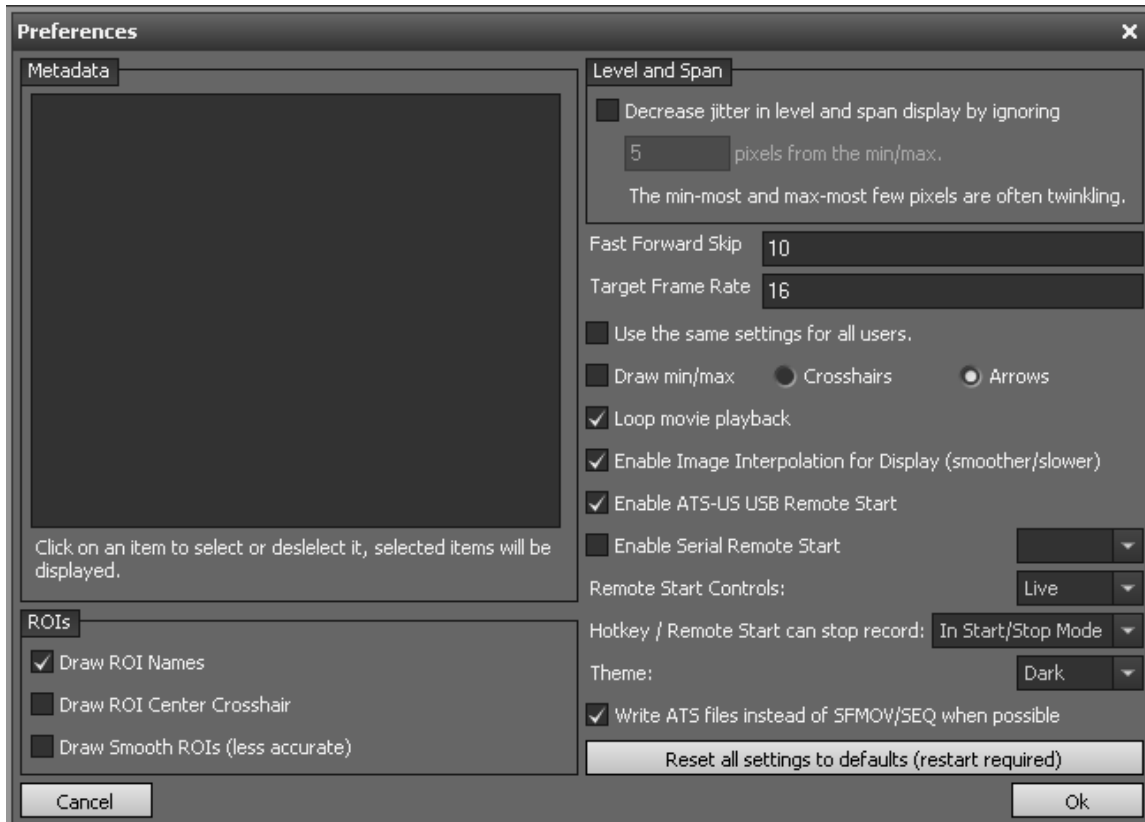 Preferences
Metadata
Click on an item to select or deslelect it, selected items will be
displayed.
ROIs
Draw ROI Names
Draw ROI Center Crosshair
Draw Smooth ROIs (less accurate)
Cancel
Level and Span
Decrease jitter in level and span display by ignoring
5 pixels from the min/max.
The min-most and max-most few pixels are often twinkling.
Fast Forward Skip 10
Target Frame Rate 16
Use the same settings for all users.
Draw min/max Crosshairs Arrows
Loop movie playback
Enable Image Interpolation for Display (smoother/slower)
Enable ATS-US USB Remote Start
Enable Serial Remote Start
Remote Start Controls: Live
Hotkey / Remote Start can stop record: In Start/Stop Mode
Theme: Dark
Write ATS files instead of SFMOV/SEQ when possible
Reset all settings to defaults (restart required)
Ok